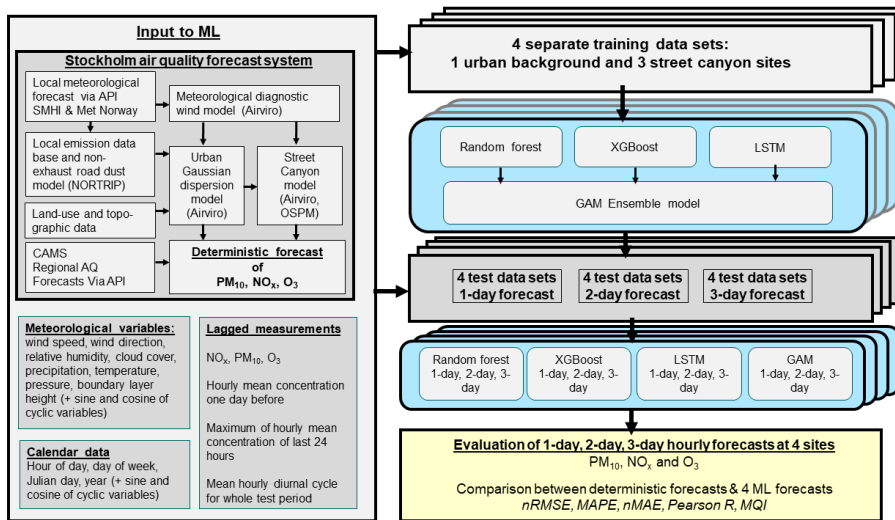 Input to ML
Stockholm air quality forecast system
Local meteorological
forecast via API
SMHI & Met Norway
Meteorological diagnostic
wind model (Airviro)
Local emission data
base and non-
exhaust road dust
model (NORTRIP)
Urban
Gaussian
dispersion
model
(Airviro)
Street
Canyon
model
(Airviro,
OSPM)
Land-use and topo-
graphic data
CAMS
Regional AQ
Forecasts Via API
Deterministic forecast
of
PM10, NOx, O3
Meteorological variables:
wind speed, wind direction,
relative humidity, cloud cover,
precipitation, temperature,
pressure, boundary layer
height (+ sine and cosine of
cyclic variables)
Calendar data
Hour of day, day of week,
Julian day, year (+ sine and
cosine of cyclic variables)
Lagged measurements
NOx, PM10, O3
Hourly mean concentration
one day before
Maximum of hourly mean
concentration of last 24
hours
Mean hourly diurnal cycle
for whole test period
4 separate training data sets:
1 urban background and 3 street canyon sites
Random forest
XGBoost
LSTM
GAM Ensemble model
4 test data sets
1-day forecast
4 test data sets
2-day forecast
4 test data sets
3-day forecast
Random forest
1-day, 2-day, 3-
day
XGBoost
1-day, 2-day, 3-
day
LSTM
1-day, 2-day, 3-
day
GAM
1-day, 2-day, 3-
day
Evaluation of 1-day, 2-day, 3-day hourly forecasts at 4 sites
PM10, NOx and O3
Comparison between deterministic forecasts & 4 ML forecasts
nRMSE, MAPE, nMAE, Pearson R, MQI